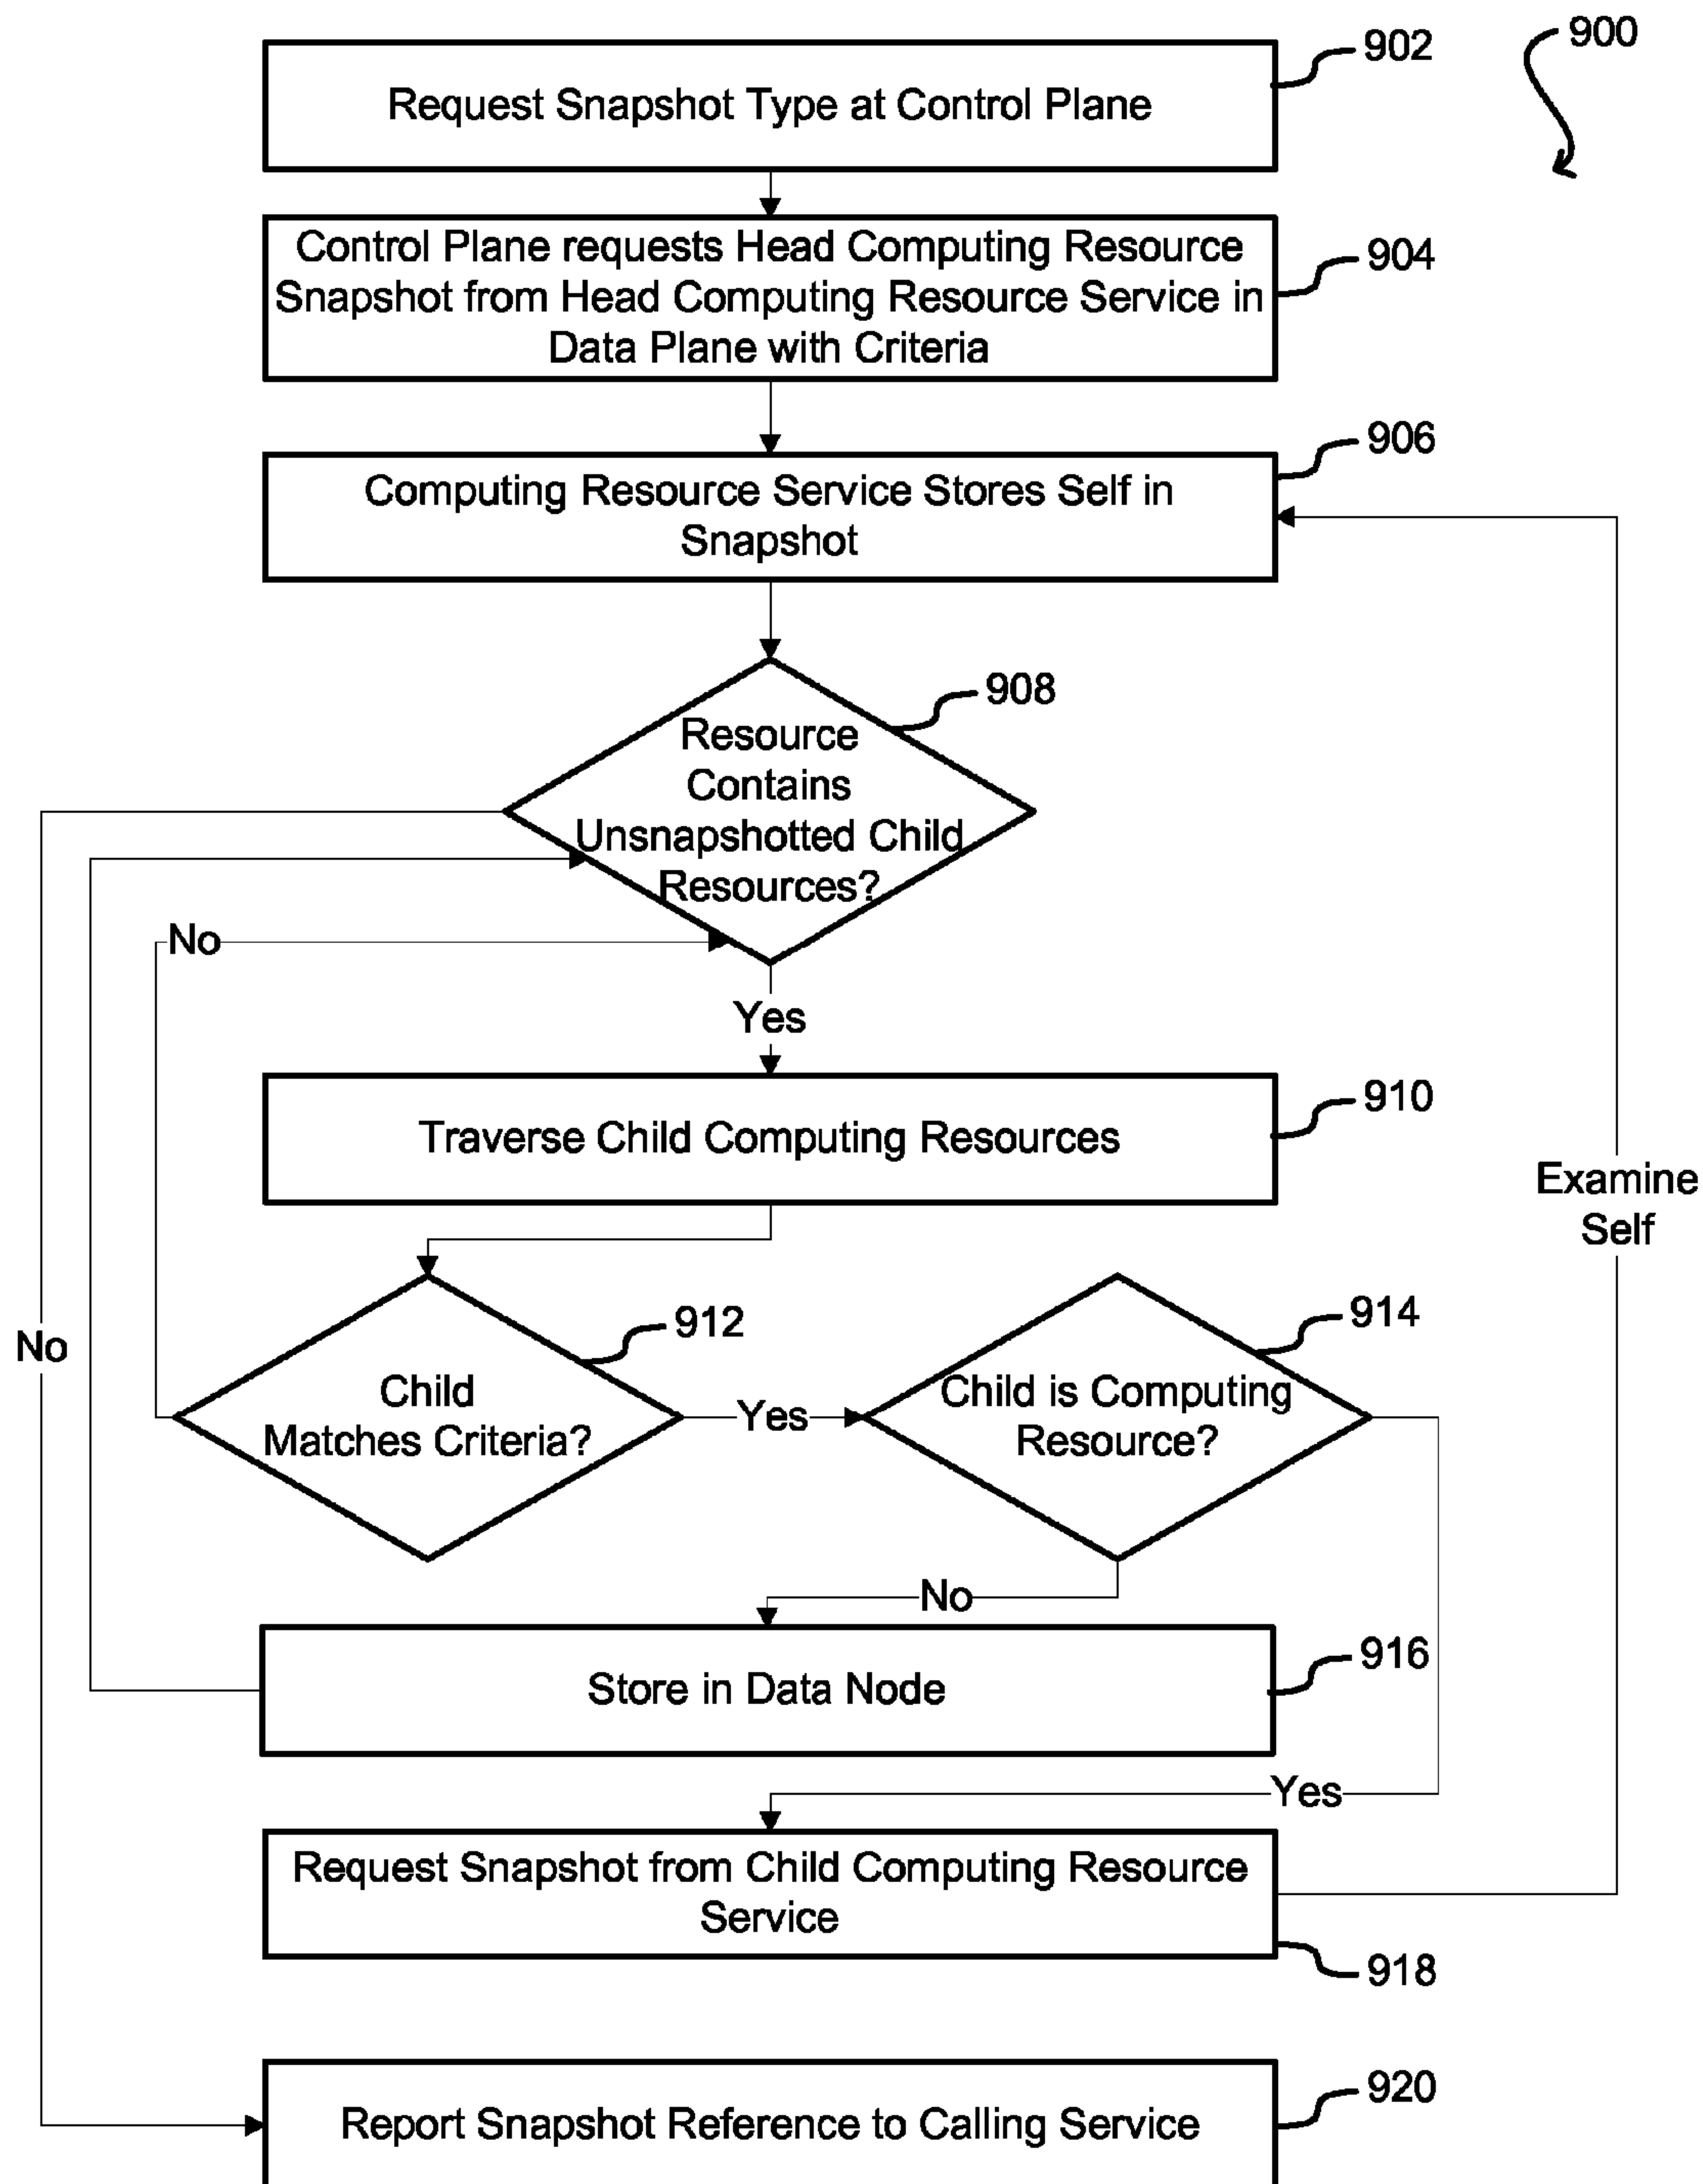 900
902
Request Snapshot Type at Control Plane
Control Plane requests Head Computing Resource
Snapshot from Head Computing Resource Service in
Data Plane with Criteria
904
906
Computing Resource Service Stores Self in
Snapshot
908
Resource
Contains
Unsnapshotted Child
Resources?
No
Yes
910
Traverse Child Computing Resources
Examine
Self
No
912
914
Child
Matches Criteria?
Yes
Child is Computing
Resource?
No
916
Store in Data Node
Yes
Request Snapshot from Child Computing Resource
Service
918
920
Report Snapshot Reference to Calling Service